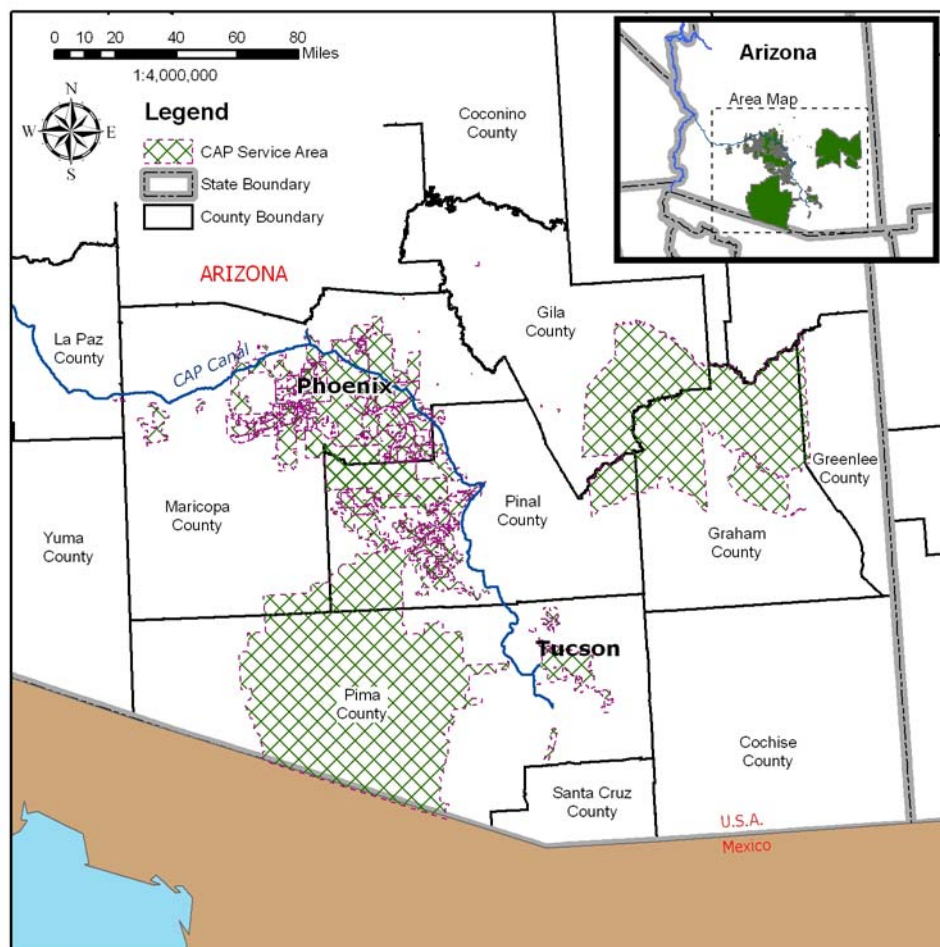 0 20 40 60 80
Miles
1:4,000,000
N
W E
S
Legend
CAP Service Area
State Boundary
County Boundary
Arizona
Area Map
Coconino
County
ARIZONA
La Paz
County
CAP Canal
Phoenix
Gila
County
Greenlee
County
Maricopa
County
Pinal
County
Yuma
County
Graham
County
Tucson
Pima
County
Cochise
County
Santa Cruz
County
U.S.A.
Mexico